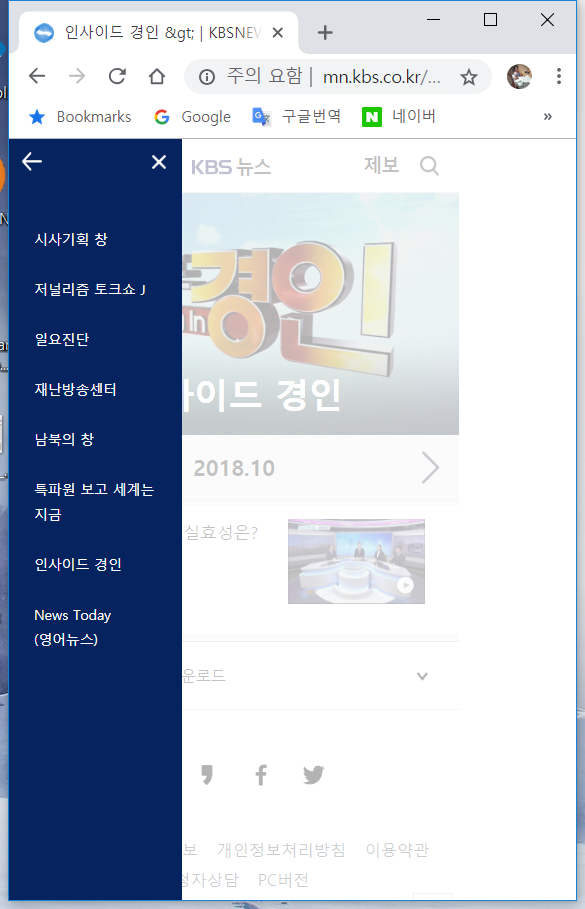 인사이드 경인 &gt; | KBSNEW
주의 요함 | mn.kbs.co.kr/...
Bookmarks Google 구글번역 네이버 »
KBS 뉴스 제보
시사기획 창
저널리즘 토크쇼 J
일요진단
재난방송센터
남북의 창
특파원 보고 세계는
지금
인사이드 경인
News Today
(영어뉴스)
경인
In
사이드 경인
2018.10
실효성은?
운로드
보 개인정보처리방침 이용약관
청자상담 PC버전